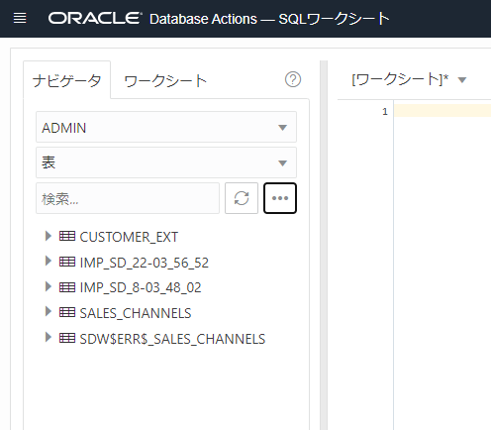 ORACLE Database Actions — SQLワークシート
ナビゲータ ワークシート
[ワークシート]*
ADMIN
1
表
検索...
CUSTOMER_EXT
IMP_SD_22-03_56_52
IMP_SD_8-03_48_02
SALES_CHANNELS
SDW$ERR$_SALES_CHANNELS